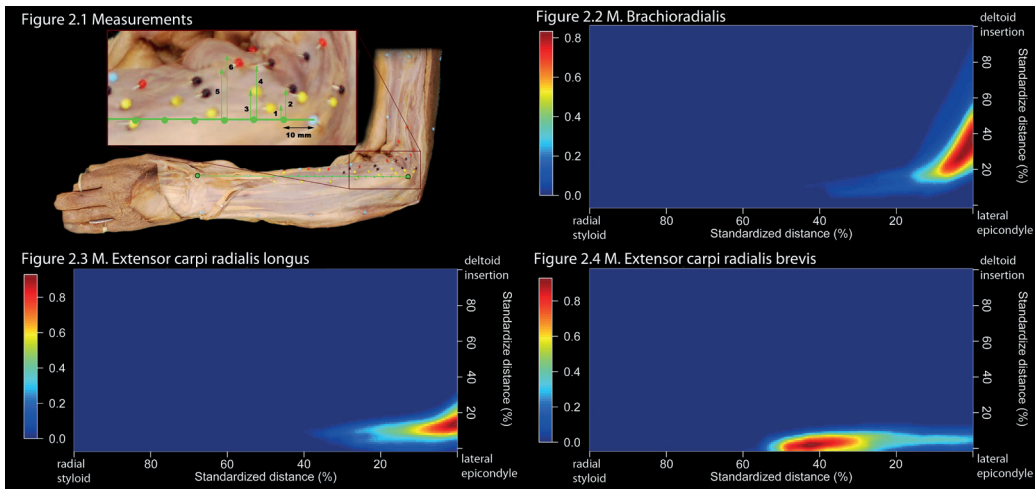 Figure 2.1 Measurements
6
5
4
3
2
1
10 mm
Figure 2.2 M. Brachioradialis
0.8
0.6
0.4
0.2
0.0
deltoid
insertion
80
60
40
20
Standardize distance (%)
radial
styloid
80
60
40
20
Standardized distance (%)
lateral
epicondyle
Figure 2.3 M. Extensor carpi radialis longus
0.8
0.6
0.4
0.2
0.0
deltoid
insertion
80
60
40
20
Standardize distance (%)
radial
styloid
80
60
40
20
Standardized distance (%)
lateral
epicondyle
Figure 2.4 M. Extensor carpi radialis brevis
0.8
0.6
0.4
0.2
0.0
deltoid
insertion
80
60
40
20
Standardize distance (%)
radial
styloid
80
60
40
20
Standardized distance (%)
lateral
epicondyle